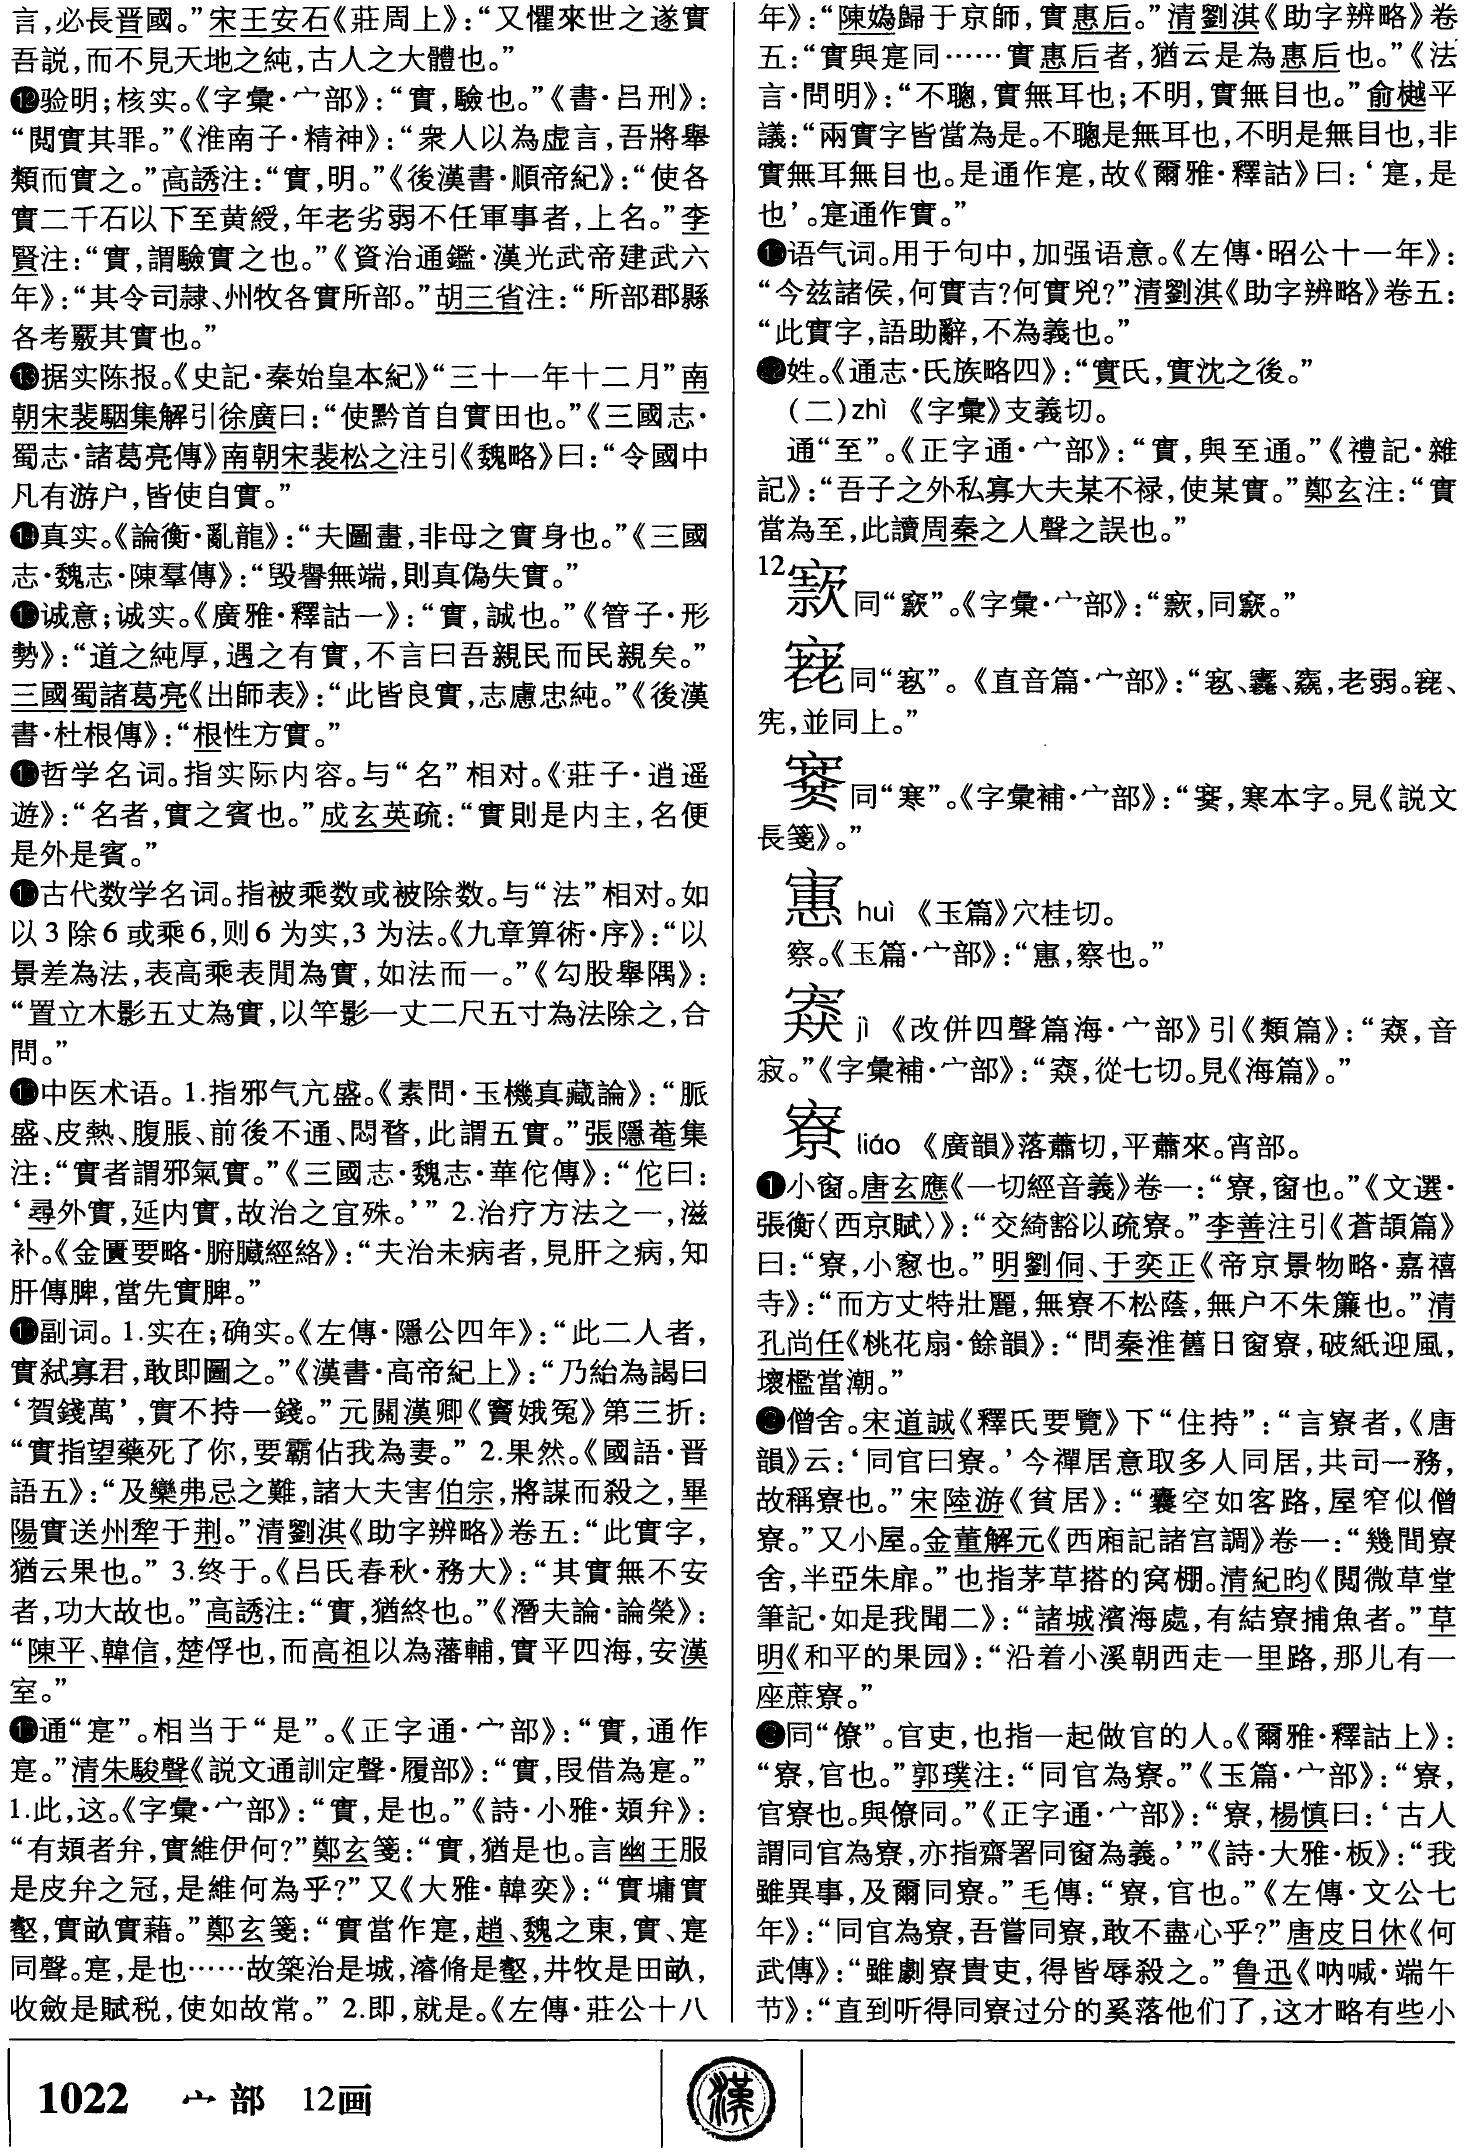 言,必長晋國。”宋王安石《莊周上》:“又懼來世之遂實
吾説,而不見天地之純,古人之大體也。”
⓬验明;核实。《字彙·宀部》:“實,驗也。”《書·吕刑》:
“閲實其罪。”《淮南子·精神》:“衆人以為虚言,吾將舉
類而實之。”高誘注:“實,明。”《後漢書·順帝紀》:“使各
實二千石以下至黄綬,年老劣弱不任軍事者,上名。”李
賢注:“實,謂驗實之也。”《資治通鑑·漢光武帝建武六
年》:“其令司隷、州牧各實所部。”胡三省注:“所部郡縣
各考覈其實也。”
⓭据实陈报。《史記·秦始皇本紀》“三十一年十二月”南
朝宋裴駰集解引徐廣曰:“使黔首自實田也。”《三國志·
蜀志·諸葛亮傳》南朝宋裴松之注引《魏略》曰:“令國中
凡有游户,皆使自實。”
⓮真实。《論衡·亂龍》:“夫圖畫,非母之實身也。”《三國
志·魏志·陳羣傳》:“毁譽無端,則真偽失實。”
⓯诚意;诚实。《廣雅·釋詁一》:“實,誠也。”《管子·形
勢》:“道之純厚,遇之有實,不言曰吾親民而民親矣。”
三國蜀諸葛亮《出師表》:“此皆良實,志慮忠純。”《後漢
書·杜根傳》:“根性方實。”
⓰哲学名词。指实际内容。与“名”相对。《莊子·逍遥
遊》:“名者,實之賓也。”成玄英疏:“實則是内主,名便
是外是賓。”
⓱古代数学名词。指被乘数或被除数。与“法”相对。如
以3除6或乘6,则6为实,3为法。《九章算術·序》:“以
景差為法,表高乘表閒為實,如法而一。”《勾股舉隅》:
“置立木影五丈為實,以竿影一丈二尺五寸為法除之,合
問。”
⓲中医术语。1.指邪气亢盛。《素問·玉機真藏論》:“脈
盛、皮熱、腹脹、前後不通、悶瞀,此謂五實。”張隱菴集
注:“實者謂邪氣實。”《三國志·魏志·華佗傳》:“佗曰:
‘尋外實,延内實,故治之宜殊。’”2.治疗方法之一,滋
补。《金匱要略·腑臟經絡》:“夫治未病者,見肝之病,知
肝傳脾,當先實脾。”
⓳副词。1.实在;确实。《左傳·隱公四年》:“此二人者,
實弑寡君,敢即圖之。”《漢書·高帝紀上》:“乃紿為謁曰
‘賀錢萬’,實不持一錢。”元關漢卿《竇娥冤》第三折:
“實指望藥死了你,要霸佔我為妻。”2.果然。《國語·晋
語五》:“及欒弗忌之難,諸大夫害伯宗,將謀而殺之,畢
陽實送州犂于荆。”清劉淇《助字辨略》卷五:“此實字,
猶云果也。”3.终于。《吕氏春秋·務大》:“其實無不安
者,功大故也。”高誘注:“實,猶終也。”《潛夫論·論榮》:
“陳平、韓信,楚俘也,而高祖以為藩輔,實平四海,安漢
室。”
⓴通“寔”。相当于“是”。《正字通·宀部》:“實,通作
寔。”清朱駿聲《説文通訓定聲·履部》:“實,叚借為寔。”
1.此,这。《字彙·宀部》:“實,是也。”《詩·小雅·頍弁》:
“有頍者弁,實維伊何?”鄭玄箋:“實,猶是也。言幽王服
是皮弁之冠,是維何為乎?”又《大雅·韓奕》:“實墉實
壑,實畝實藉。”鄭玄箋:“實當作寔,趙、魏之東,實、寔
同聲。寔,是也……故築治是城,濬脩是壑,井牧是田畝,
收斂是賦税,使如故常。”2.即,就是。《左傳·莊公十八
年》:“陳媯歸于京師,實惠后。”清劉淇《助字辨略》卷
五:“實與寔同……實惠后者,猶云是為惠后也。”《法
言·問明》:“不聰,實無耳也;不明,實無目也。”俞樾平
議:“兩實字皆當為是。不聰是無耳也,不明是無目也,非
實無耳無目也。是通作寔,故《爾雅·釋詁》曰:‘寔,是
也’。寔通作實。”
㉑语气词。用于句中,加强语意。《左傳·昭公十一年》:
“今兹諸侯,何實吉?何實兇?”清劉淇《助字辨略》卷五:
“此實字,語助辭,不為義也。”
㉒姓。《通志·氏族略四》:“實氏,實沈之後。”
(二)zhì 《字彙》支義切。
通“至”。《正字通·宀部》:“實,與至通。”《禮記·雜
記》:“吾子之外私寡大夫某不禄,使某實。”鄭玄注:“實
當為至,此讀周秦之人聲之誤也。”
12
窾同“窾”。《字彙·宀部》:“同窾。”
同“”。《直音篇·宀部》:“老弱。
並同上。”
同“寒”。《字彙補·宀部》:“寒本字。見《説文
長箋》。”
寭 huì 《玉篇》穴桂切。
察。《玉篇·宀部》:“寭,察也。”
jì 《改併四聲篇海·宀部》引《類篇》:“音
寂。”《字彙補·宀部》:“從七切。見《海篇》。”
寮 liáo 《廣韻》落蕭切,平蕭來。宵部。
❶小窗。唐玄應《一切經音義》卷一:“寮,窗也。”《文選·
張衡〈西京賦〉》:“交綺豁以疏寮。”李善注引《蒼頡篇》
曰:“寮,小窻也。”明劉侗、于奕正《帝京景物略·嘉禧
寺》:“而方丈特壯麗,無寮不松蔭,無户不朱簾也。”清
孔尚任《桃花扇·餘韻》:“問秦淮舊日窗寮,破紙迎風,
壞檻當潮。”
❷僧舍。宋道誠《釋氏要覽》下“住持”:“言寮者,《唐
韻》云:‘同官曰寮。’今禪居意取多人同居,共司一務,
故稱寮也。”宋陸游《貧居》:“囊空如客路,屋窄似僧
寮。”又小屋。金董解元《西廂記諸宫調》卷一:“幾間寮
舍,半亞朱扉。”也指茅草搭的窝棚。清紀昀《閲微草堂
筆記·如是我聞二》:“諸城濱海處,有結寮捕魚者。”草
明《和平的果园》:“沿着小溪朝西走一里路,那儿有一
座蔗寮。”
❸同“僚”。官吏,也指一起做官的人。《爾雅·釋詁上》:
“寮,官也。”郭璞注:“同官為寮。”《玉篇·宀部》:“寮,
官寮也。與僚同。”《正字通·宀部》:“寮,楊慎曰:‘古人
謂同官為寮,亦指齋署同窗為義。’”《詩·大雅·板》:“我
雖異事,及爾同寮。”毛傳:“寮,官也。”《左傳·文公七
年》:“同官為寮,吾嘗同寮,敢不盡心乎?”唐皮日休《何
武傳》:“雖劇寮貴吏,得皆辱殺之。”鲁迅《呐喊·端午
节》:“直到听得同寮过分的奚落他们了,这才略有些小
1022 宀部 12画
漢